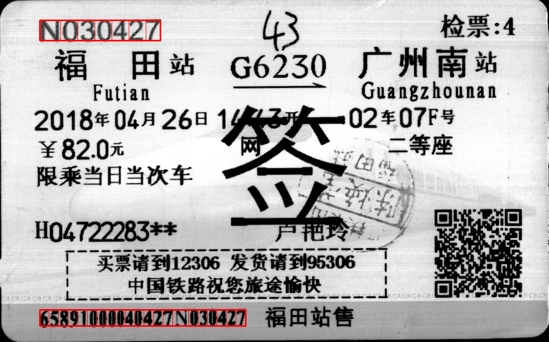 43
N030427 检票:4
福田站 G6230 广州南站
Futian Guangzhounan
2018年04月26日 14:43开 02车07F号
¥82.0元 网 二等座
限乘当日当次车
签
H04722283** 卢艳玲
买票请到12306 发货请到95306
中国铁路祝您旅途愉快
65891000040427N030427 福田站售